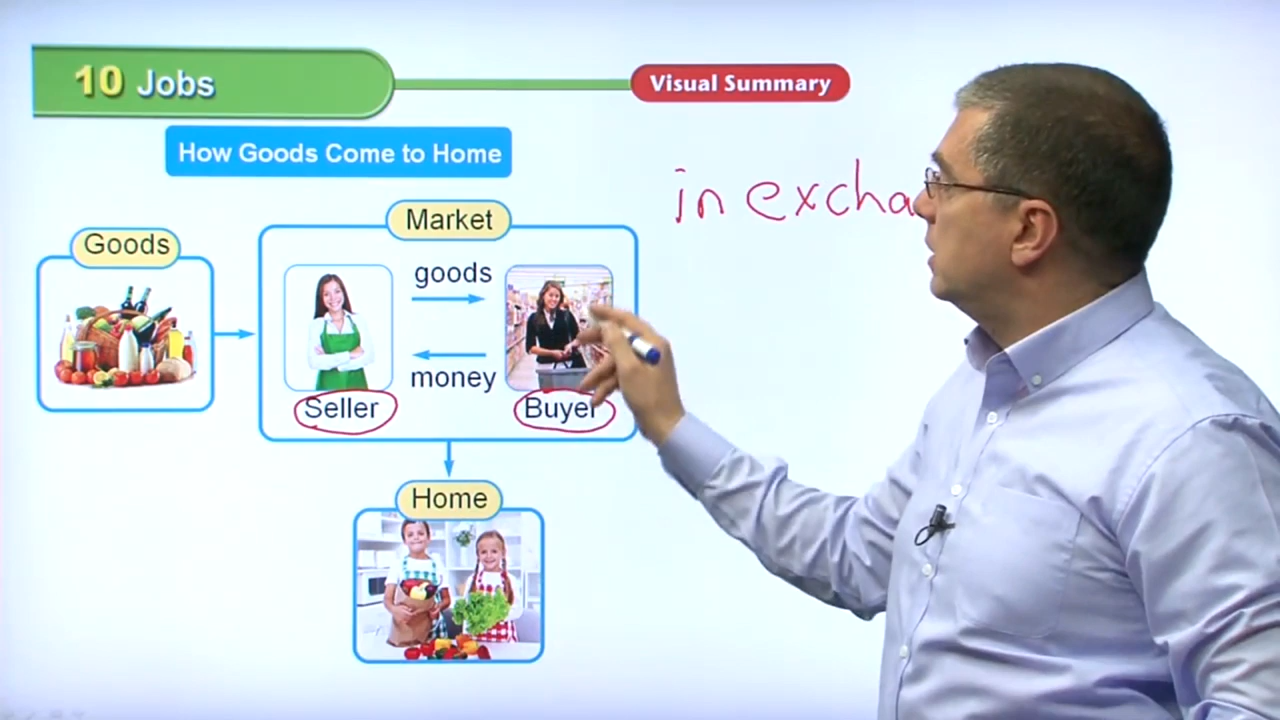 10 Jobs
Visual Summary
How Goods Come to Home
in excha
Market
Goods
goods
money
Seller
Buyer
Home